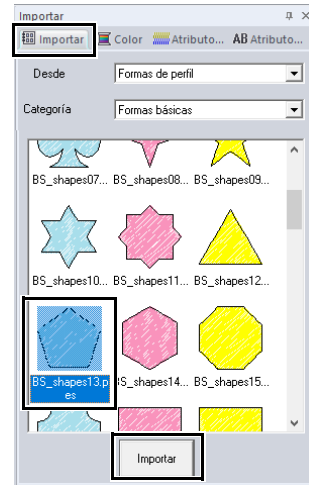 Importar
Importar Color Atributo... AB Atributo...
Desde Formas de perfil
Categoría Formas básicas
BS_shapes07... BS_shapes08... BS_shapes09...
BS_shapes10... BS_shapes11... BS_shapes12...
BS_shapes13.p BS_shapes14... BS_shapes15...
es
Importar